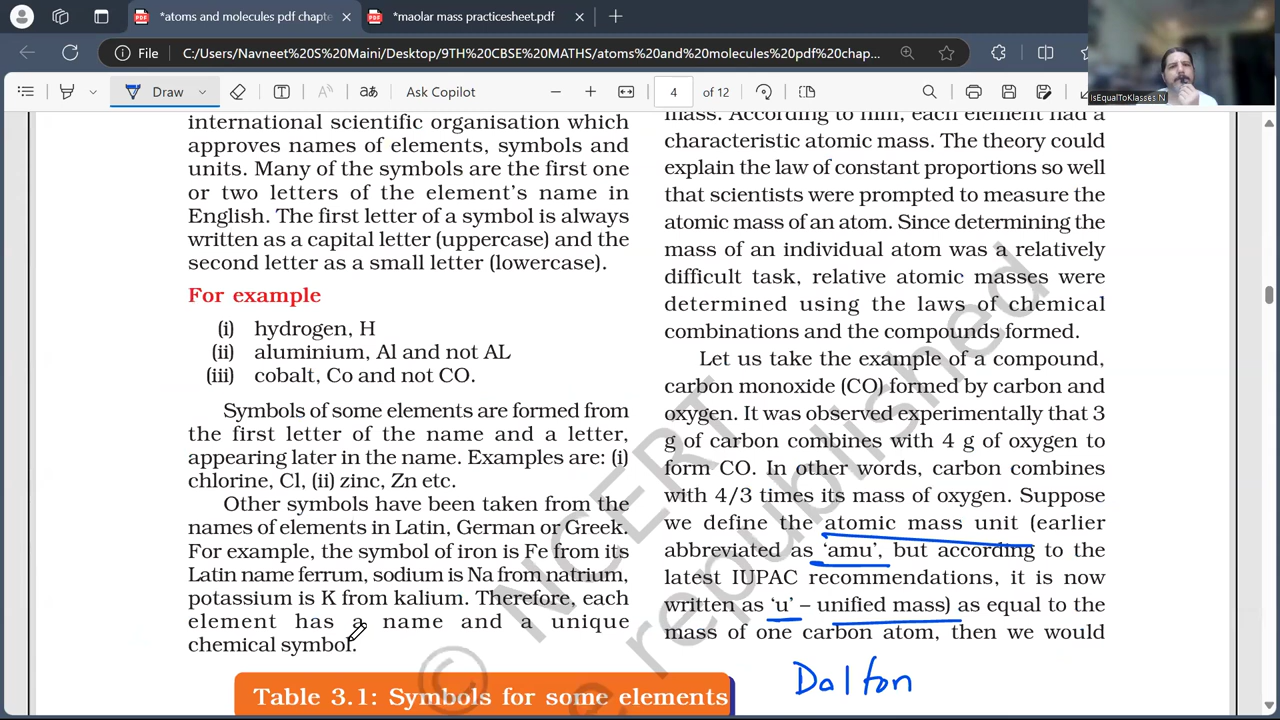 *atoms and molecules pdf chapte
*maolar mass practicesheet.pdf
File
C:/Users/Navneet%20S%20Maini/Desktop/9TH%20CBSE%20MATHS/atoms%20and%20molecules%20pdf%20chap...
IsEqualToKlasses N
Draw
Ask Copilot
4
of 12
international scientific organisation which
approves names of elements, symbols and
units. Many of the symbols are the first one
or two letters of the element's name in
English. The first letter of a symbol is always
written as a capital letter (uppercase) and the
second letter as a small letter (lowercase).
For example
(i) hydrogen, H
(ii) aluminium, Al and not AL
(iii) cobalt, Co and not CO.
Symbols of some elements are formed from
the first letter of the name and a letter,
appearing later in the name. Examples are: (i)
chlorine, Cl, (ii) zinc, Zn etc.
Other symbols have been taken from the
names of elements in Latin, German or Greek.
For example, the symbol of iron is Fe from its
Latin name ferrum, sodium is Na from natrium,
potassium is K from kalium. Therefore, each
element has a name and a unique
chemical symbol.
Table 3.1: Symbols for some elements
mass. According to him, each element had a
characteristic atomic mass. The theory could
explain the law of constant proportions so well
that scientists were prompted to measure the
atomic mass of an atom. Since determining the
mass of an individual atom was a relatively
difficult task, relative atomic masses were
determined using the laws of chemical
combinations and the compounds formed.
Let us take the example of a compound,
carbon monoxide (CO) formed by carbon and
oxygen. It was observed experimentally that 3
g of carbon combines with 4 g of oxygen to
form CO. In other words, carbon combines
with 4/3 times its mass of oxygen. Suppose
we define the atomic mass unit (earlier
abbreviated as 'amu', but according to the
latest IUPAC recommendations, it is now
written as 'u' – unified mass) as equal to the
mass of one carbon atom, then we would
Dalton
© NCERT
republished